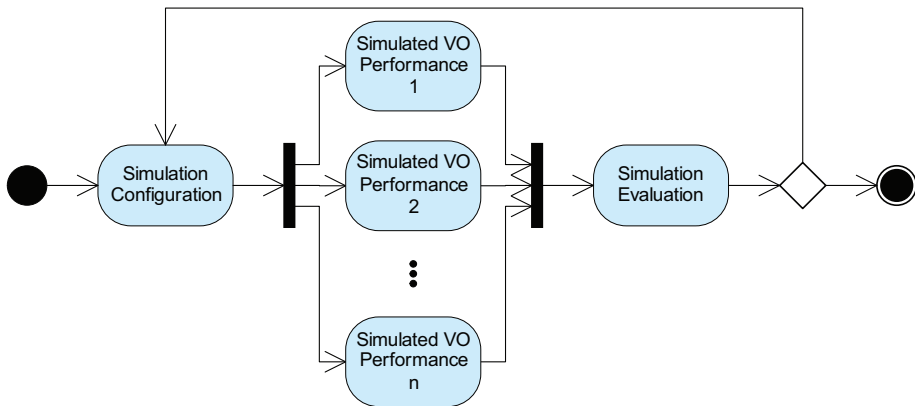 Simulated VO
Performance
1
Simulation
Configuration
Simulated VO
Performance
2
Simulation
Evaluation
Simulated VO
Performance
n